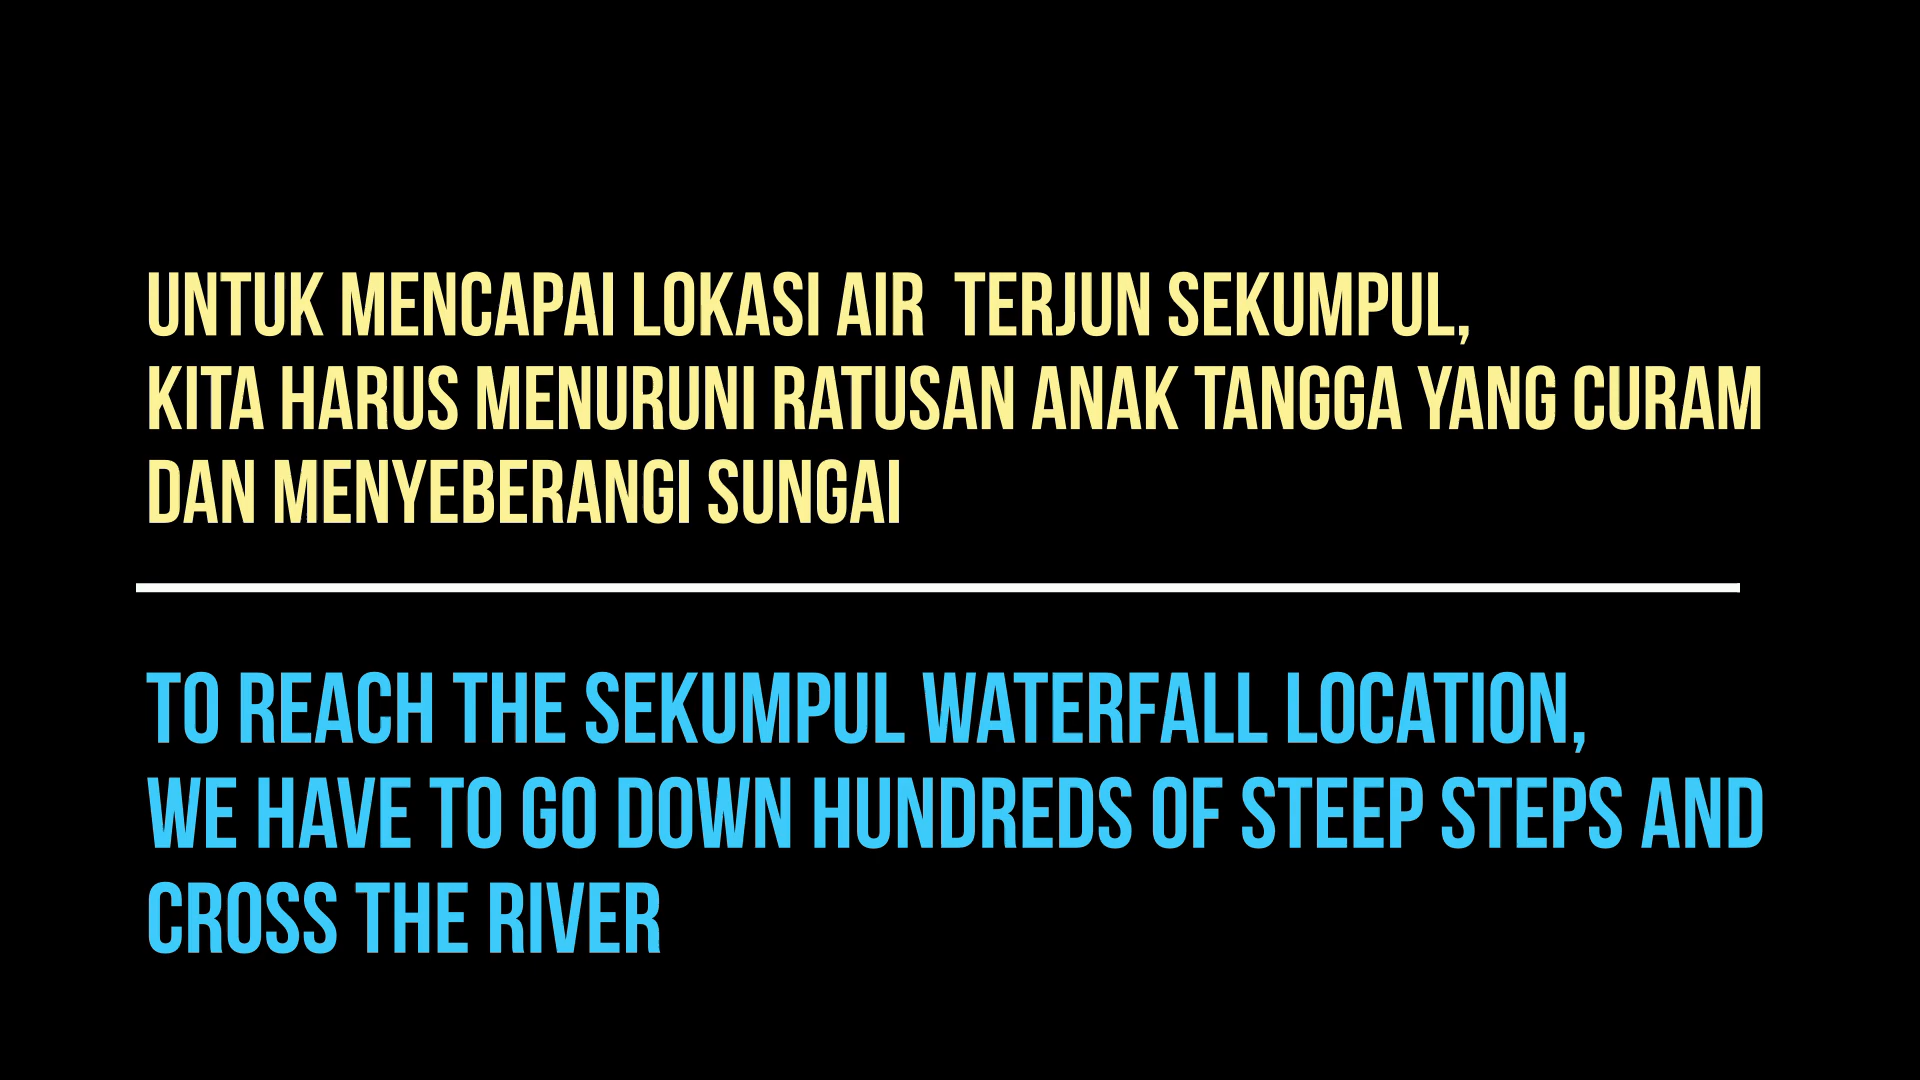 UNTUK MENCAPAI LOKASI AIR  TERJUN SEKUMPUL,
KITA HARUS MENURUNI RATUSAN ANAK TANGGA YANG CURAM
DAN MENYEBERANGI SUNGAI
TO REACH THE SEKUMPUL WATERFALL LOCATION,
WE HAVE TO GO DOWN HUNDREDS OF STEEP STEPS AND
CROSS THE RIVER